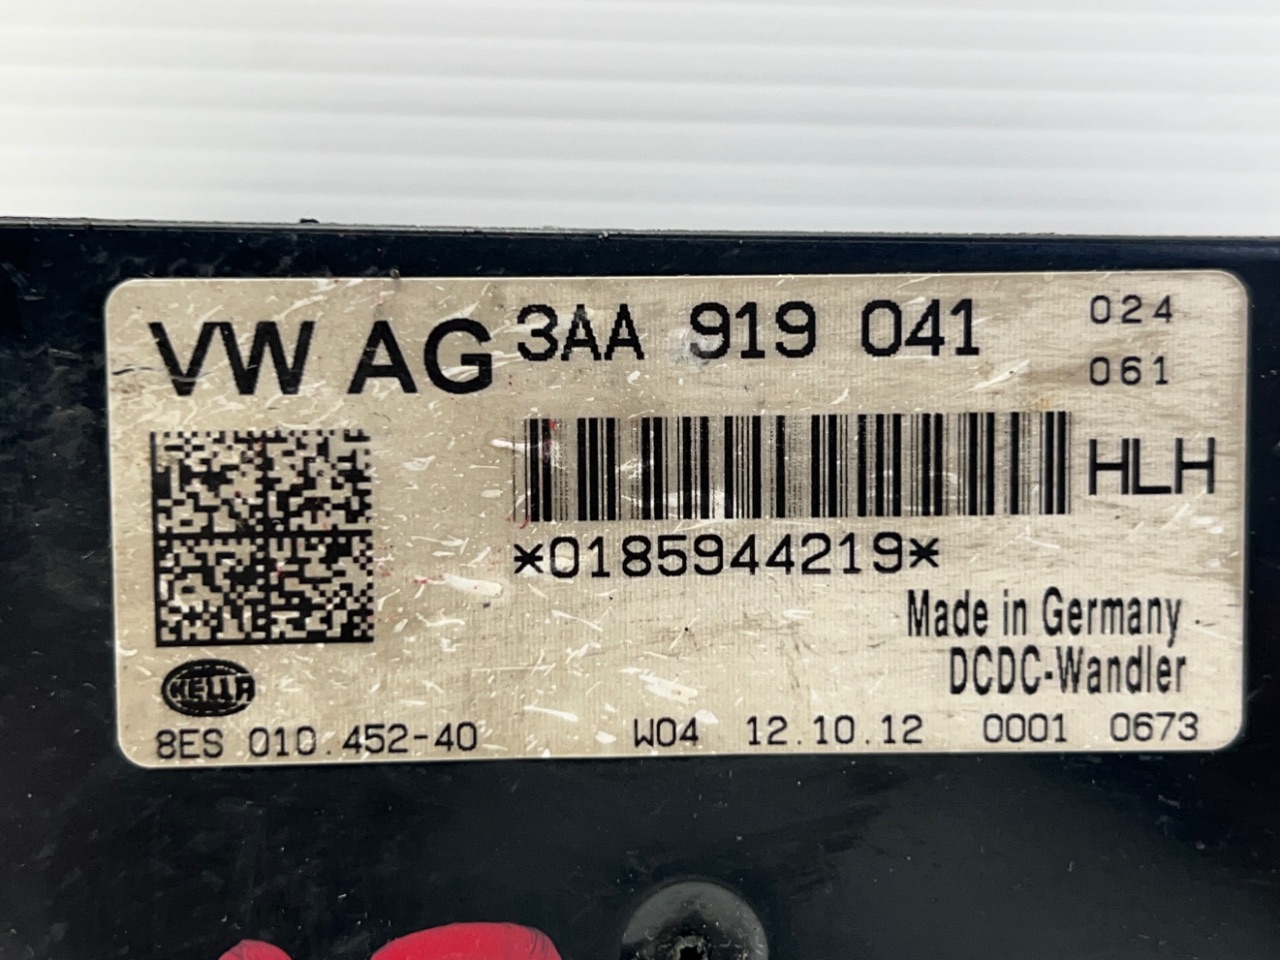 VW AG 3AA 919 041 024
061
HLH
*0185944219*
Made in Germany
DCDC-Wandler
HELLA
8ES 010.452-40 W04 12.10.12 0001 0673